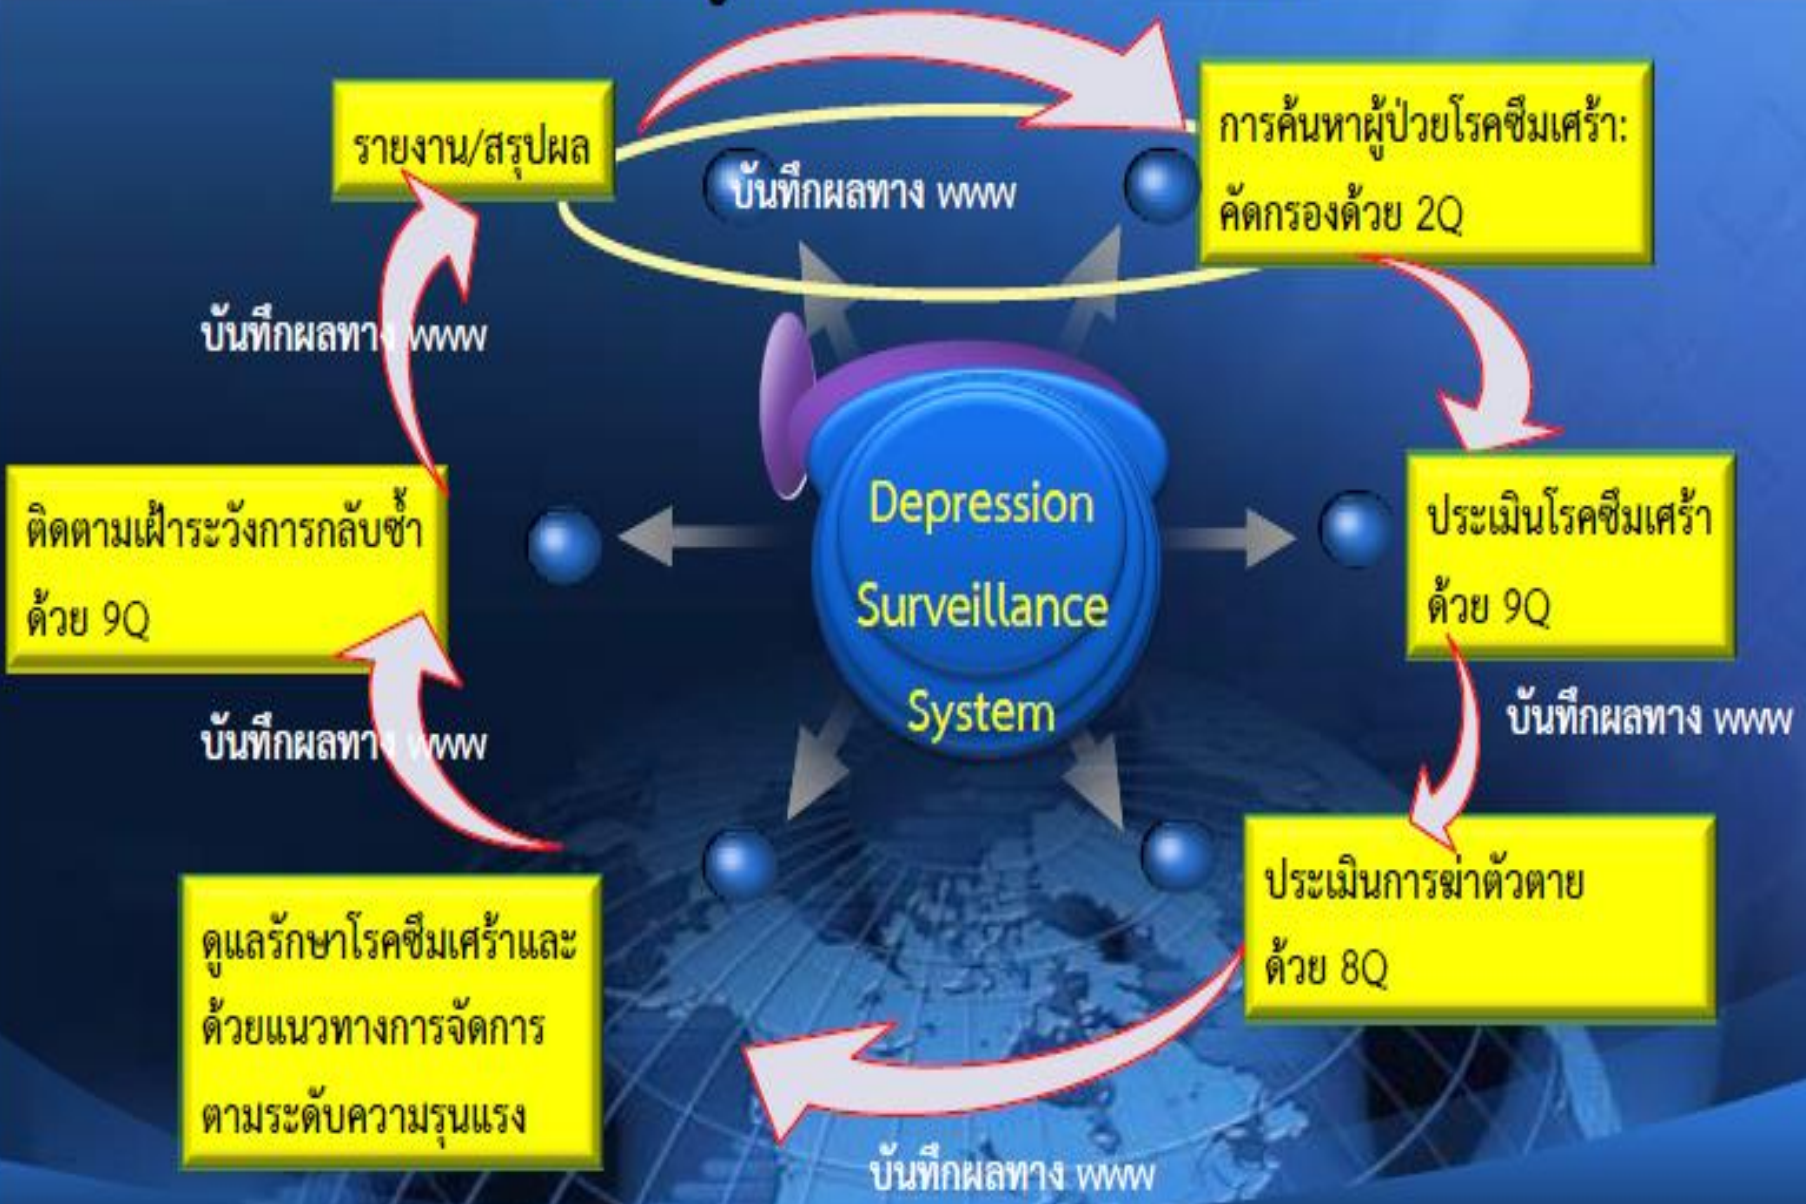 รายงาน/สรุปผล
บันทึกผลทาง www
การค้นหาผู้ป่วยโรคซึมเศร้า:
คัดกรองด้วย 2Q
บันทึกผลทาง www
Depression
Surveillance
System
ติดตามเฝ้าระวังการกลับซ้ำ
ด้วย 9Q
ประเมินโรคซึมเศร้า
ด้วย 9Q
บันทึกผลทาง www
บันทึกผลทาง www
ดูแลรักษาโรคซึมเศร้าและ
ด้วยแนวทางการจัดการ
ตามระดับความรุนแรง
ประเมินการฆ่าตัวตาย
ด้วย 8Q
บันทึกผลทาง www